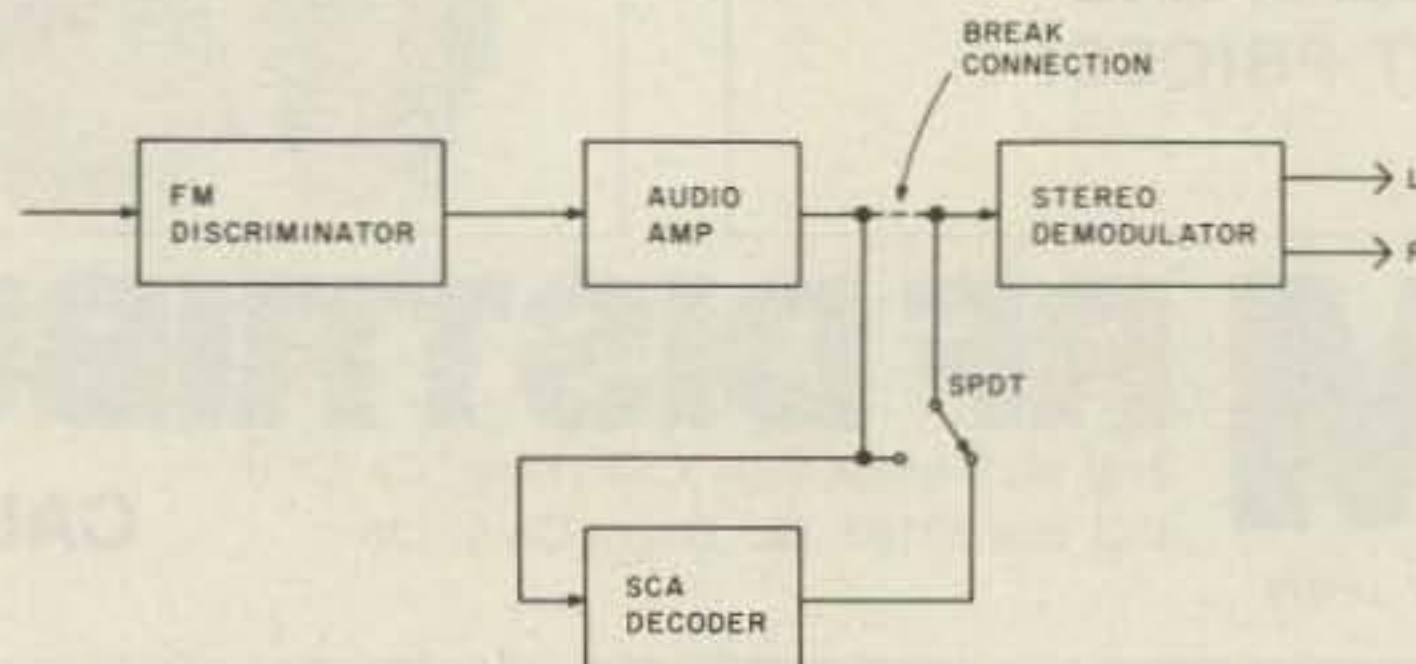 BREAK
CONNECTION
FM
DISCRIMINATOR
AUDIO
AMP
STEREO
DEMODULATOR
L
SPDT
SCA
DECODER